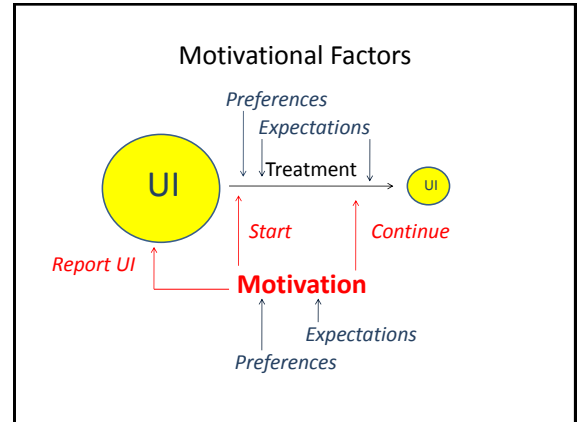 Motivational Factors
Preferences
Expectations
Treatment
UI
UI
Start
Continue
Report UI
Motivation
Expectations
Preferences